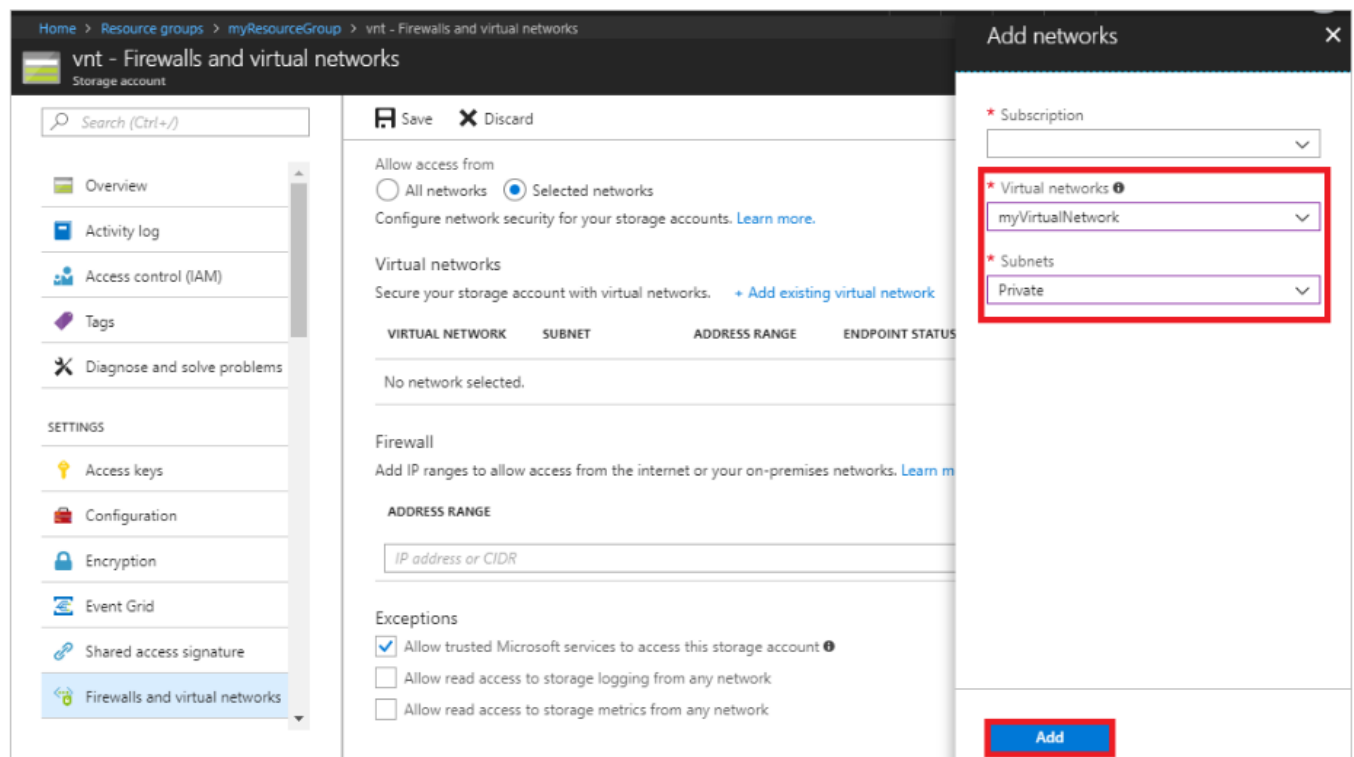 Home > Resource groups > myResourceGroup > vnt - Firewalls and virtual networks
vnt - Firewalls and virtual networks
Storage account
Search (Ctrl+/)
Overview
Activity log
Access control (IAM)
Tags
Diagnose and solve problems
SETTINGS
Access keys
Configuration
Encryption
Event Grid
Shared access signature
Firewalls and virtual networks
Save Discard
Allow access from
All networks Selected networks
Configure network security for your storage accounts. Learn more.
Virtual networks
Secure your storage account with virtual networks. + Add existing virtual network
VIRTUAL NETWORK SUBNET ADDRESS RANGE ENDPOINT STATUS
No network selected.
Firewall
Add IP ranges to allow access from the internet or your on-premises networks. Learn m
ADDRESS RANGE
IP address or CIDR
Exceptions
Allow trusted Microsoft services to access this storage account
Allow read access to storage logging from any network
Allow read access to storage metrics from any network
Add networks
* Subscription
* Virtual networks
myVirtualNetwork
* Subnets
Private
Add